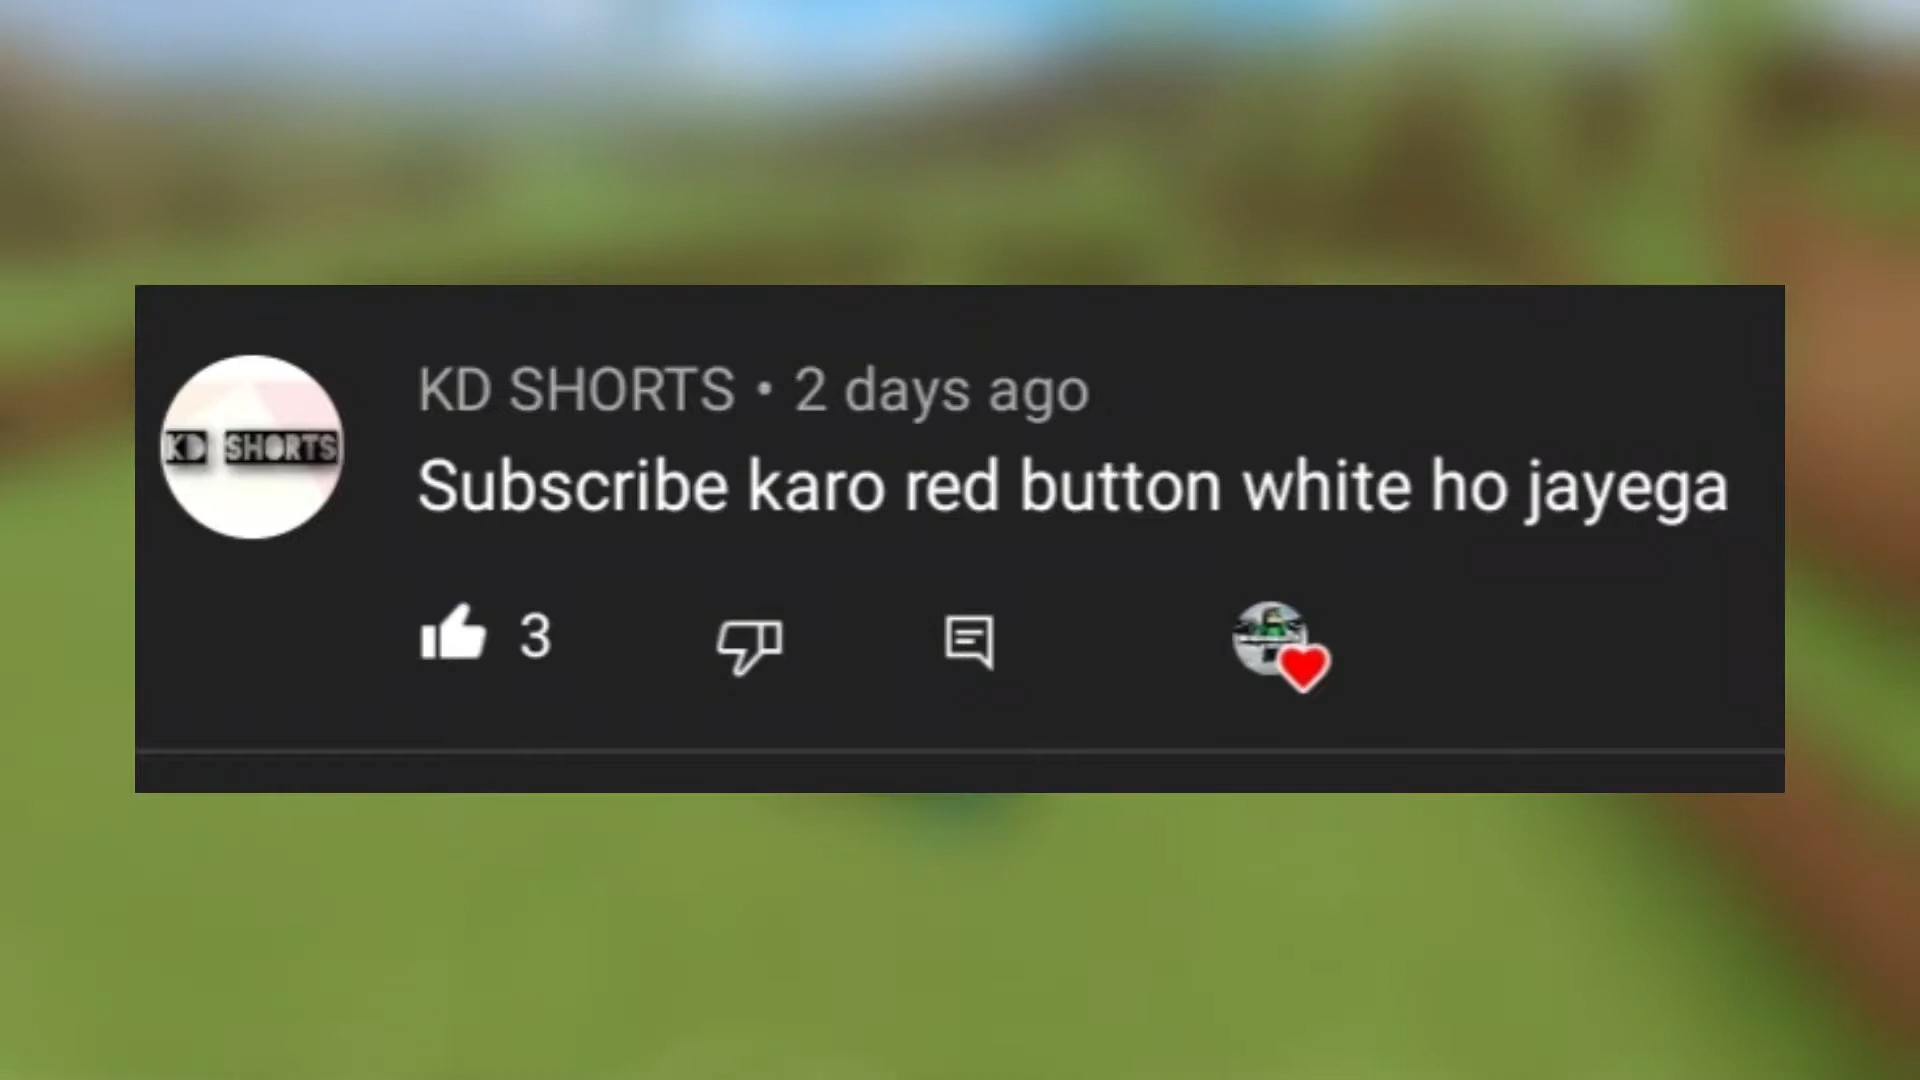 KD SHORTS • 2 days ago
KD SHORTS
Subscribe karo red button white ho jayega
3